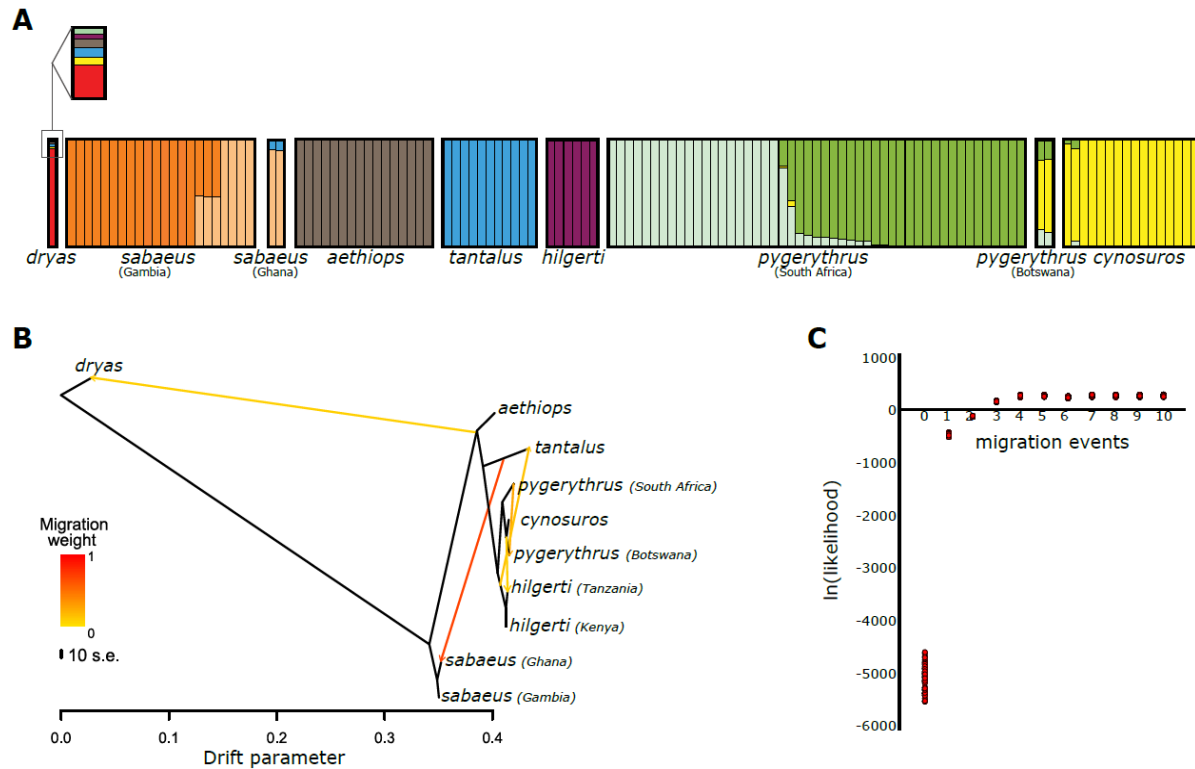 A
dryas
sabaeus
(Gambia)
sabaeus
(Ghana)
aethiops
tantalus
hilgerti
pygerythrus
(South Africa)
pygerythrus
(Botswana)
cynosuros
B
dryas
aethiops
tantalus
pygerythrus (South Africa)
cynosuros
pygerythrus (Botswana)
hilgerti (Tanzania)
hilgerti (Kenya)
sabaeus (Ghana)
sabaeus (Gambia)
Migration
weight
1
0
10 s.e.
0.0 0.1 0.2 0.3 0.4
Drift parameter
C
1000
0
-1000
-2000
-3000
-4000
-5000
-6000
0 1 2 3 4 5 6 7 8 9 10
migration events
ln(likelihood)